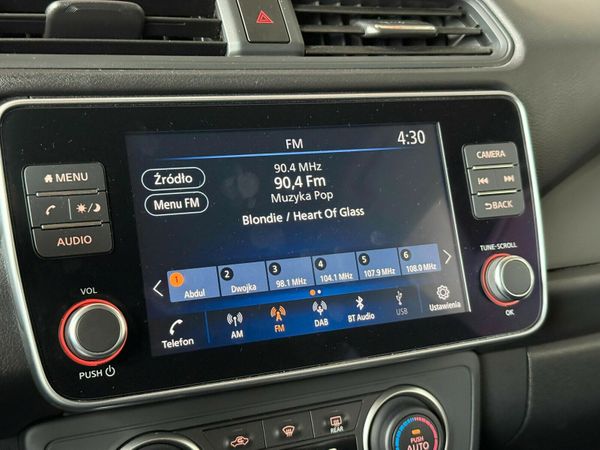 FM
4:30
CAMERA
MENU
Źródło
90.4 MHz
90,4 Fm
Menu FM
Muzyka Pop
Blondie / Heart Of Glass
BACK
AUDIO
TUNE·SCROLL
VOL
1 Abdul
2 Dwojka
3 98.1 MHz
4 104.1 MHz
5 107.9 MHz
6 108.0 MHz
Telefon
AM
FM
DAB
BT Audio
USB
Ustawienia
OK
PUSH
REAR
PUSH
AUTO
PUSH